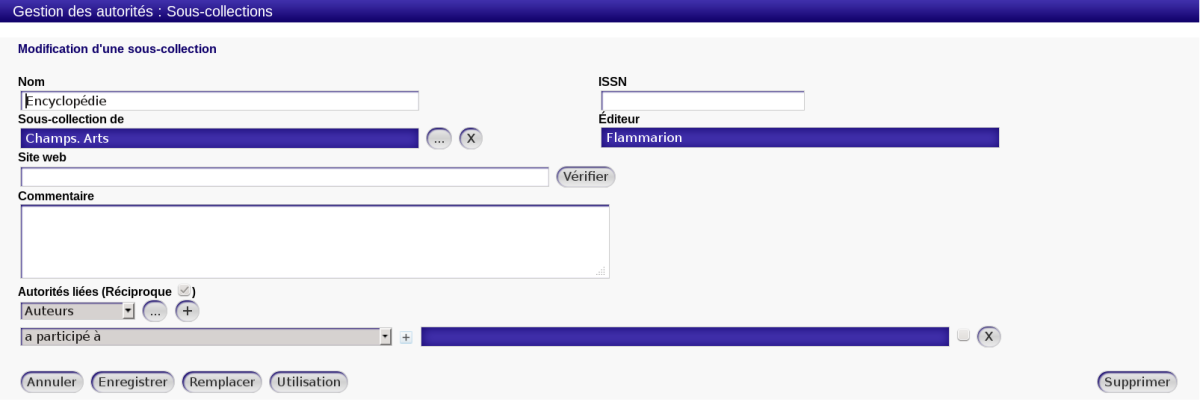 Gestion des autorités : Sous-collections
Modification d'une sous-collection
Nom
ISSN
Encyclopédie
Sous-collection de
Éditeur
Champs. Arts
... X
Flammarion
Site web
Vérifier
Commentaire
Autorités liées (Réciproque )
Auteurs ... +
a participé à + X
Annuler Enregistrer Remplacer Utilisation Supprimer